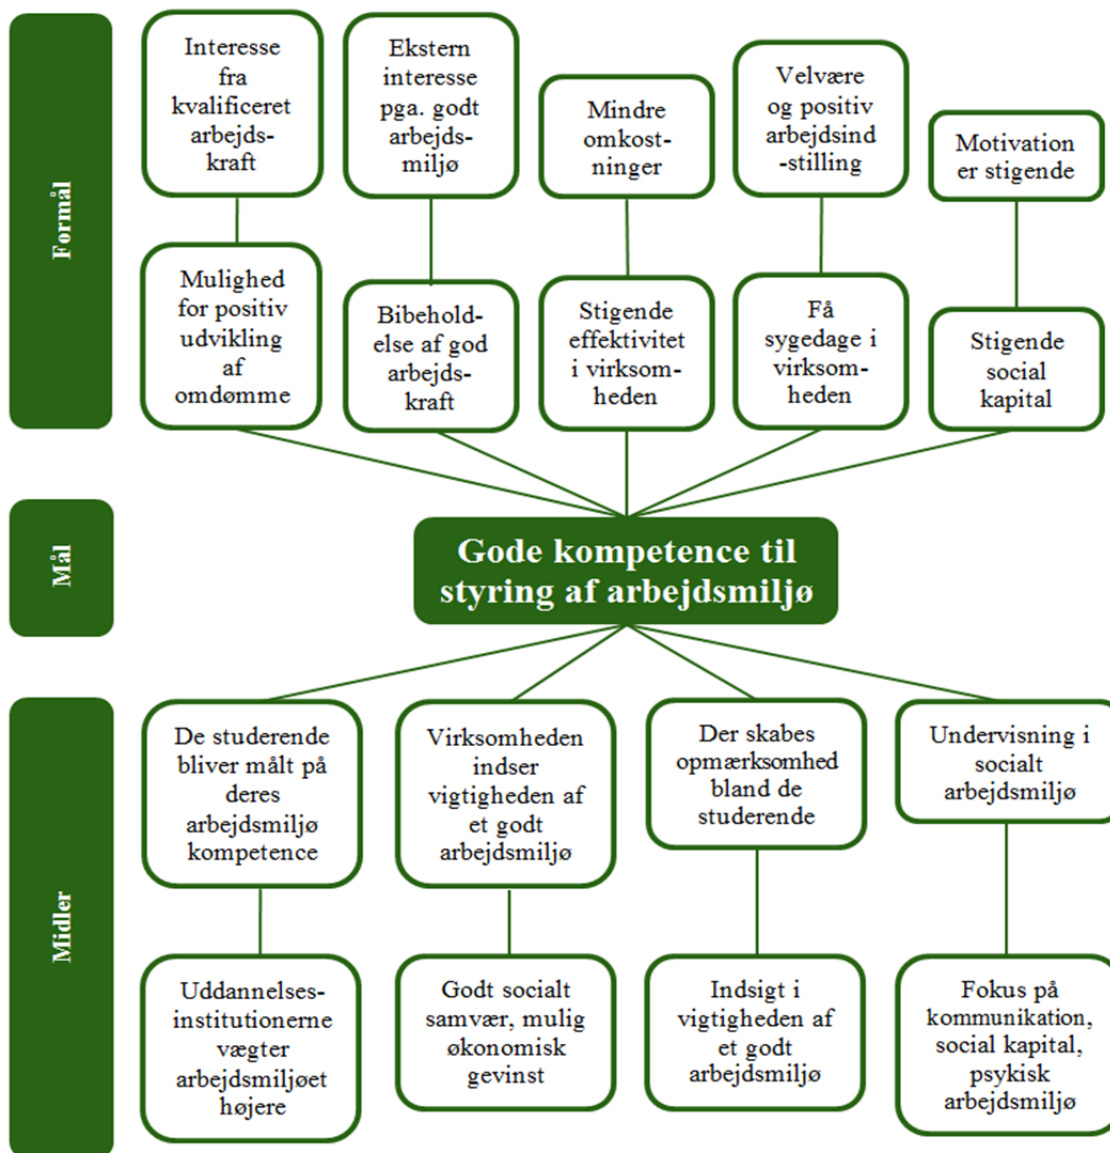 Formål
Interesse
fra
kvalificeret
arbejds-
kraft
Ekstern
interesse
pga. godt
arbejds-
miljø
Mindre
omkost-
ninger
Velvære
og positiv
arbejdsind
-stilling
Motivation
er stigende
Mulighed
for positiv
udvikling
af
omdømme
Bibehold-
else af god
arbejds-
kraft
Stigende
effektivitet
i virksom-
heden
Få
sygedage i
virksom-
heden
Stigende
social
kapital
Mål
Gode kompetence til
styring af arbejdsmiljø
Midler
De studerende
bliver målt på
deres
arbejdsmiljø
kompetence
Virksomheden
indser
vigtigheden af
et godt
arbejdsmiljø
Der skabes
opmærksomhed
bland de
studerende
Undervisning i
socialt
arbejdsmiljø
Uddannelses-
institutionerne
vægter
arbejdsmiljøet
højere
Godt socialt
samvær, mulig
økonomisk
gevinst
Indsigt i
vigtigheden af
et godt
arbejdsmiljø
Fokus på
kommunikation,
social kapital,
psykisk
arbejdsmiljø